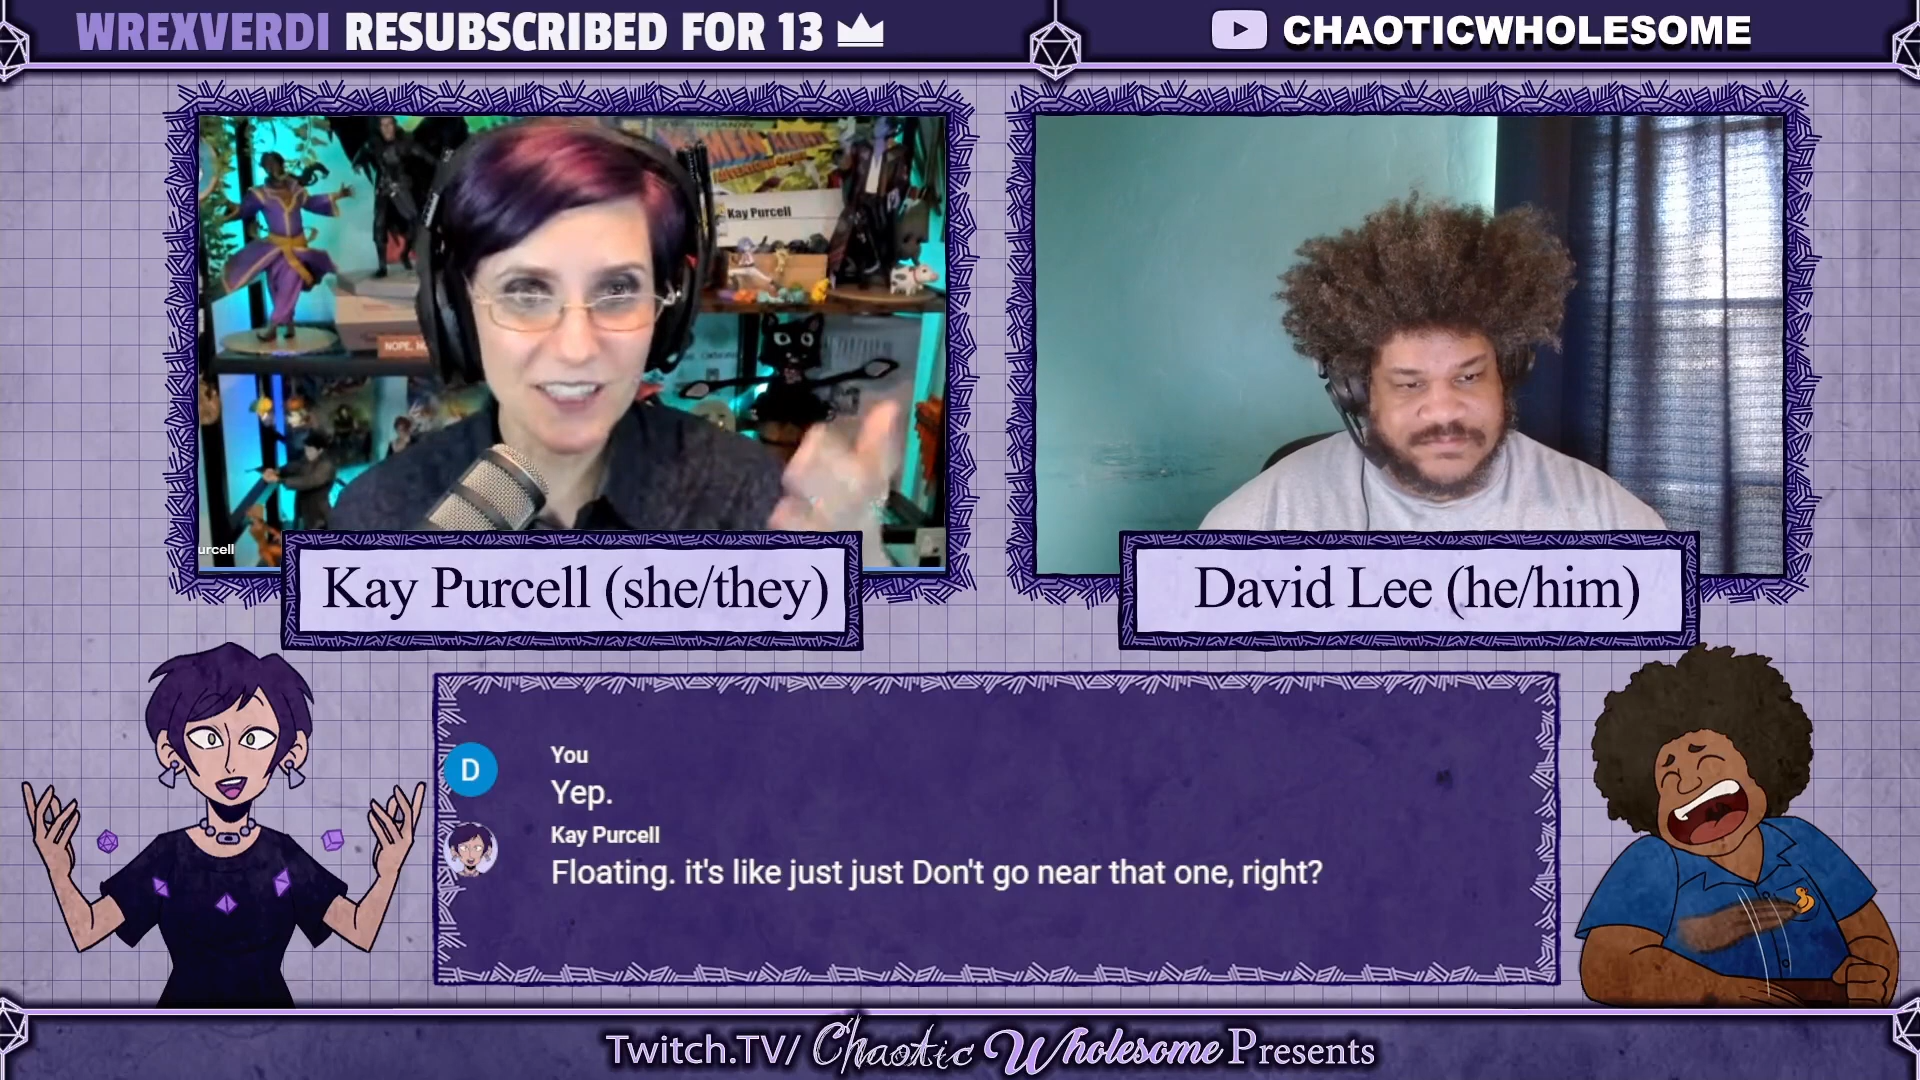 WREXVERDI RESUBSCRIBED FOR 13
CHAOTICWHOLESOME
Kay Purcell
NOPE,
urcell
Kay Purcell (she/they)
David Lee (he/him)
D
You
Yep.
Kay Purcell
Floating. it's like just just Don't go near that one, right?
Twitch.TV/ Chaotic Wholesome Presents